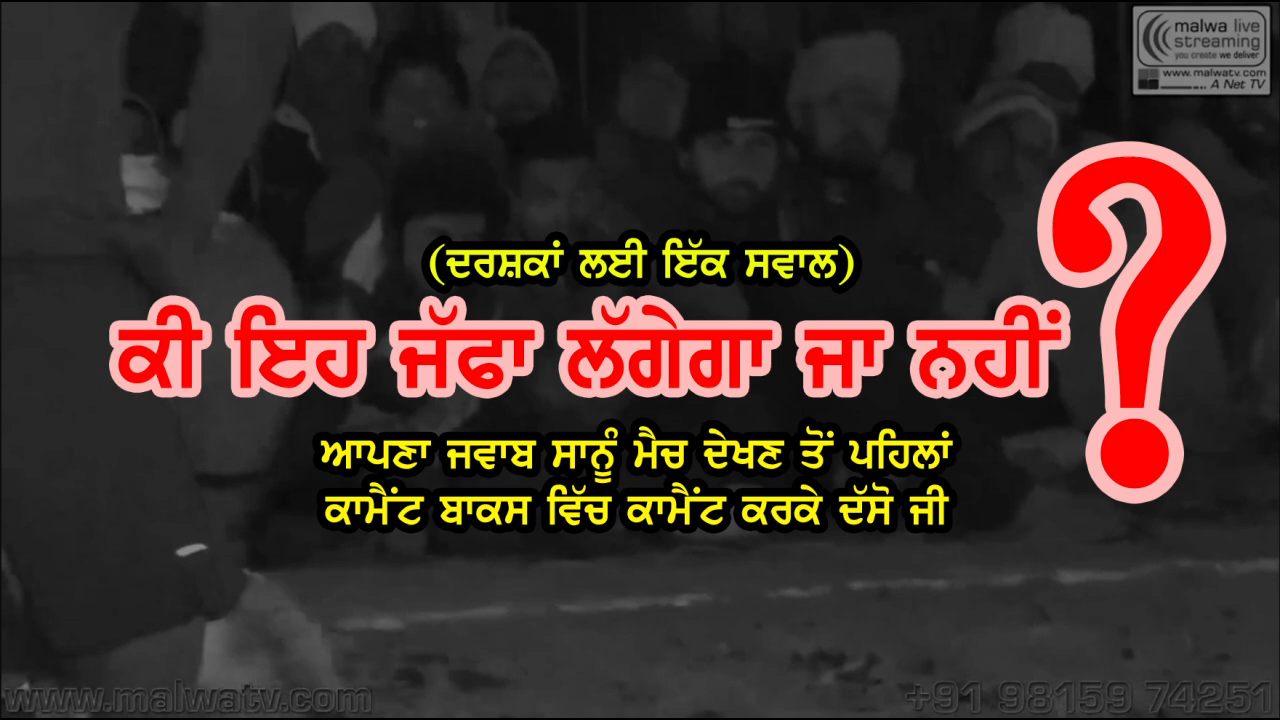 malwa live
streaming
you create we deliver
www.malwatv.com
A Net TV
(ਦਰਸ਼ਕਾਂ ਲਈ ਇੱਕ ਸਵਾਲ)
ਕੀ ਇਹ ਜੱਫਾ ਲੱਗੇਗਾ ਜਾ ਨਹੀਂ ?
ਆਪਣਾ ਜਵਾਬ ਸਾਨੂੰ ਮੈਚ ਦੇਖਣ ਤੋਂ ਪਹਿਲਾਂ
ਕਾਮੈਂਟ ਬਾਕਸ ਵਿੱਚ ਕਾਮੈਂਟ ਕਰਕੇ ਦੱਸੋ ਜੀ
www.malwatv.com
+91 98159 74251